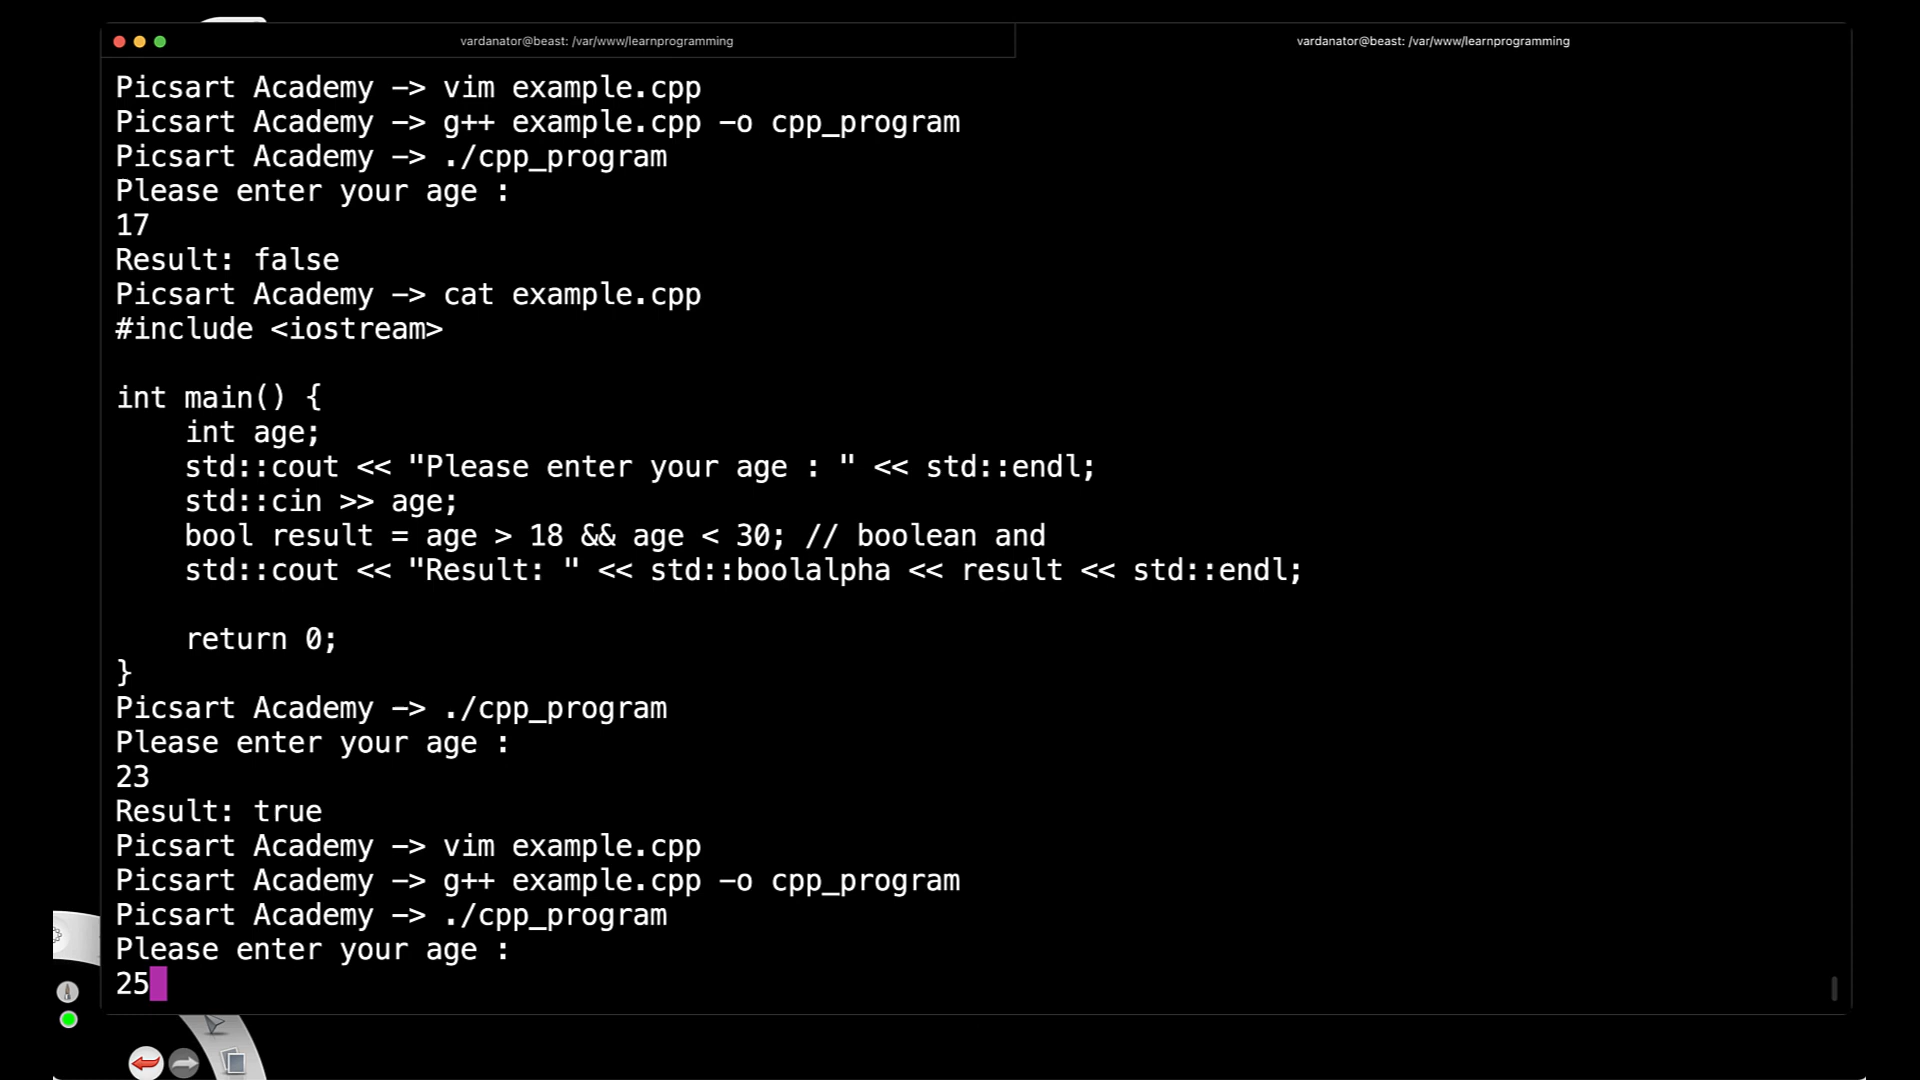 vardanator@beast: /var/www/learnprogramming
vardanator@beast: /var/www/learnprogramming
Picsart Academy -> vim example.cpp
Picsart Academy -> g++ example.cpp -o cpp_program
Picsart Academy -> ./cpp_program
Please enter your age :
17
Result: false
Picsart Academy -> cat example.cpp
#include <iostream>

int main() {
    int age;
    std::cout << "Please enter your age : " << std::endl;
    std::cin >> age;
    bool result = age > 18 && age < 30; // boolean and
    std::cout << "Result: " << std::boolalpha << result << std::endl;

    return 0;
}
Picsart Academy -> ./cpp_program
Please enter your age :
23
Result: true
Picsart Academy -> vim example.cpp
Picsart Academy -> g++ example.cpp -o cpp_program
Picsart Academy -> ./cpp_program
Please enter your age :
25